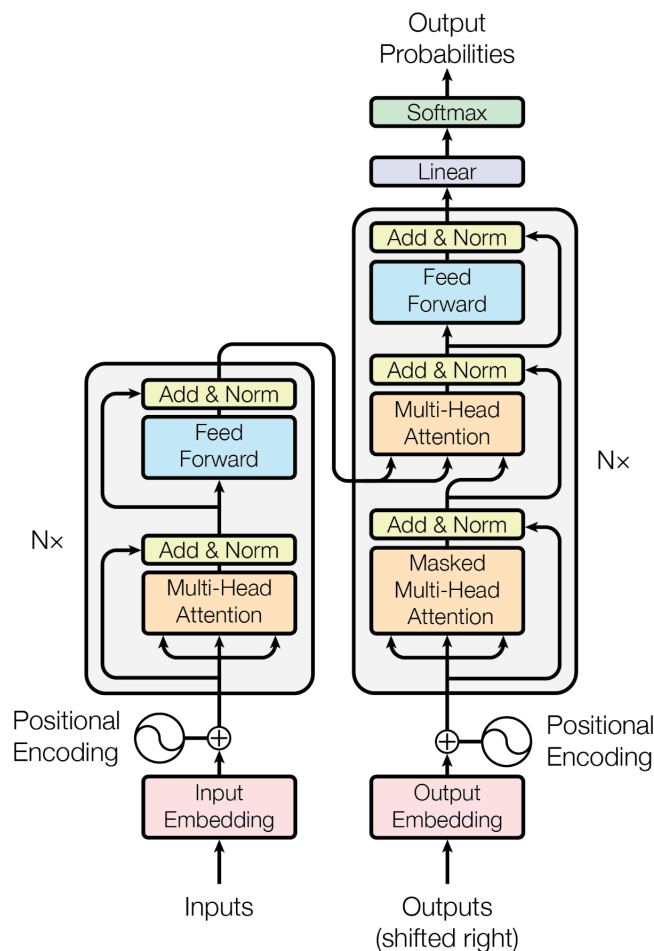 Output
Probabilities
Softmax
Linear
Add & Norm
Feed
Forward
Add & Norm
Multi-Head
Attention
Add & Norm
Masked
Multi-Head
Attention
N×
Add & Norm
Feed
Forward
Add & Norm
Multi-Head
Attention
N×
Positional
Encoding
Input
Embedding
Inputs
Positional
Encoding
Output
Embedding
Outputs
(shifted right)